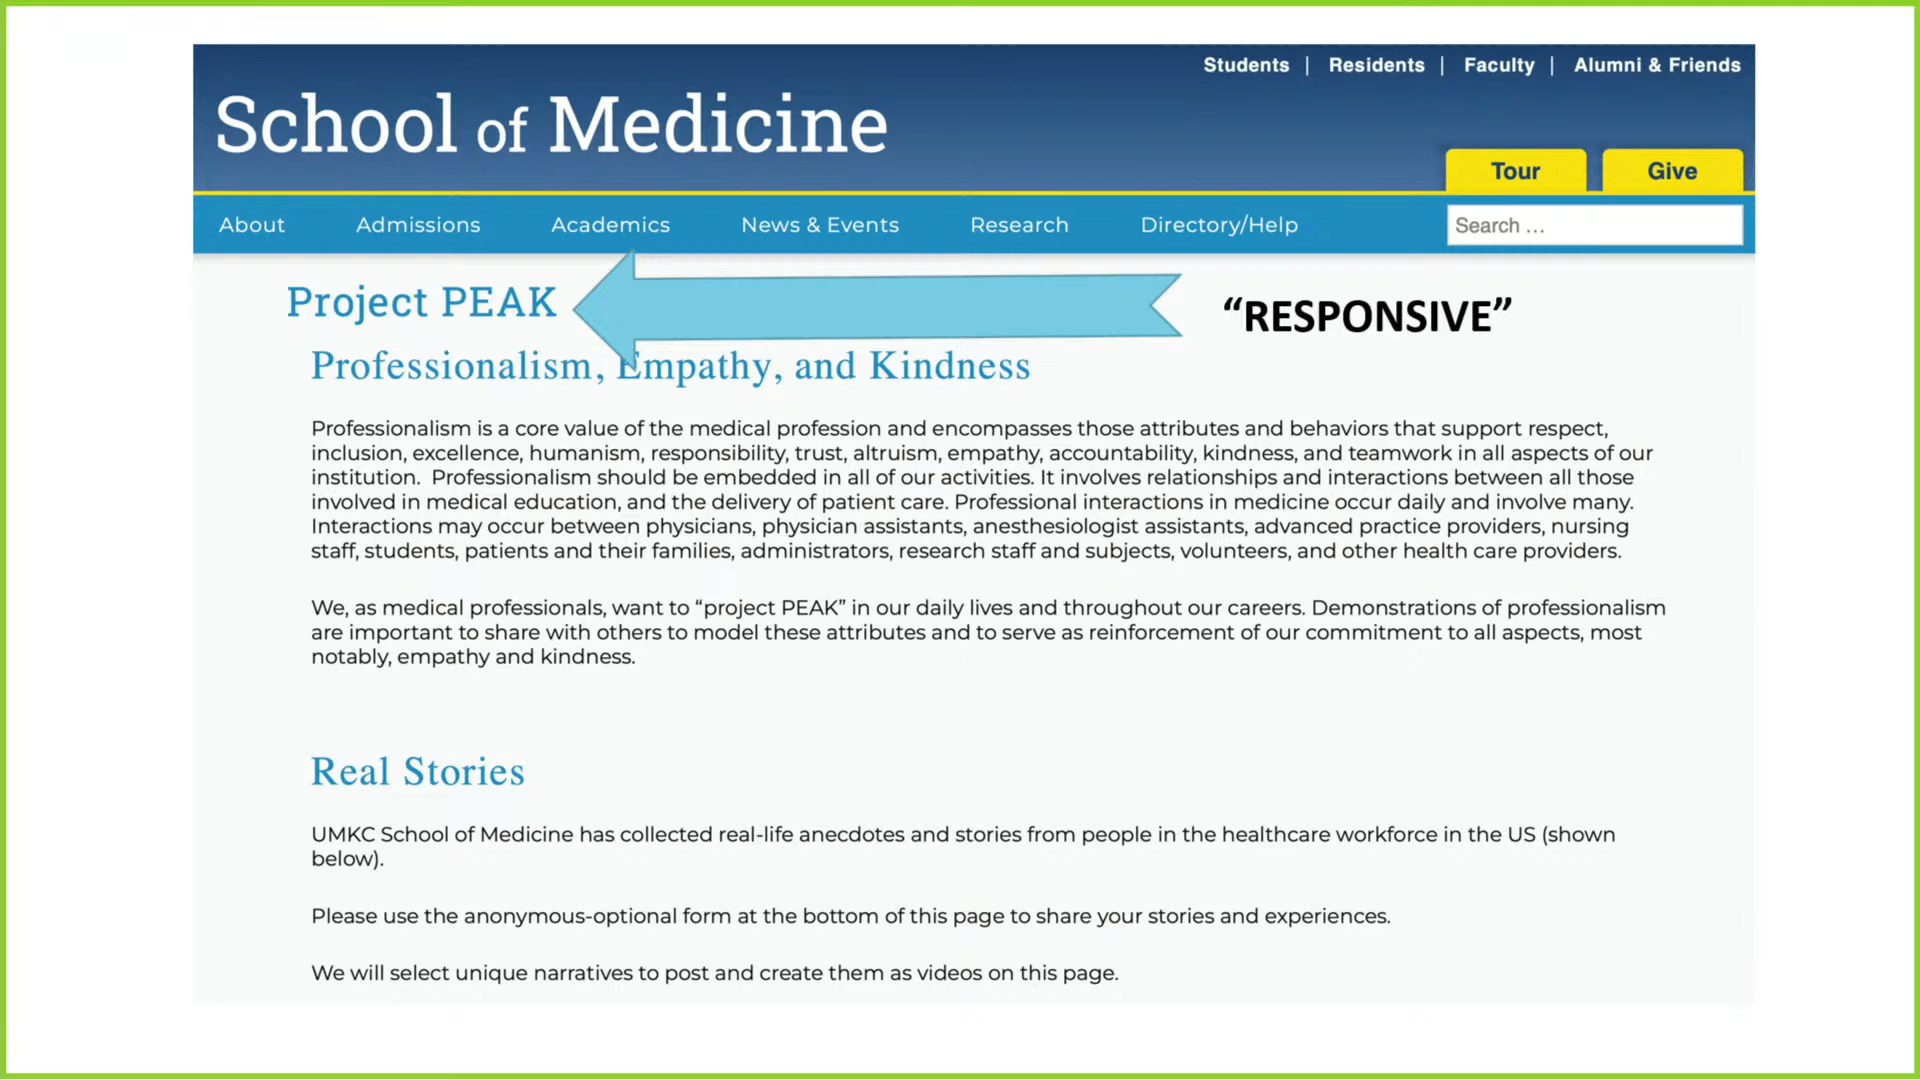 Students | Residents | Faculty | Alumni & Friends
School of Medicine
Tour Give
About Admissions Academics News & Events Research Directory/Help Search ...
Project PEAK
“RESPONSIVE”
Professionalism, Empathy, and Kindness
Professionalism is a core value of the medical profession and encompasses those attributes and behaviors that support respect,
inclusion, excellence, humanism, responsibility, trust, altruism, empathy, accountability, kindness, and teamwork in all aspects of our
institution. Professionalism should be embedded in all of our activities. It involves relationships and interactions between all those
involved in medical education, and the delivery of patient care. Professional interactions in medicine occur daily and involve many.
Interactions may occur between physicians, physician assistants, anesthesiologist assistants, advanced practice providers, nursing
staff, students, patients and their families, administrators, research staff and subjects, volunteers, and other health care providers.
We, as medical professionals, want to “project PEAK” in our daily lives and throughout our careers. Demonstrations of professionalism
are important to share with others to model these attributes and to serve as reinforcement of our commitment to all aspects, most
notably, empathy and kindness.
Real Stories
UMKC School of Medicine has collected real-life anecdotes and stories from people in the healthcare workforce in the US (shown
below).
Please use the anonymous-optional form at the bottom of this page to share your stories and experiences.
We will select unique narratives to post and create them as videos on this page.